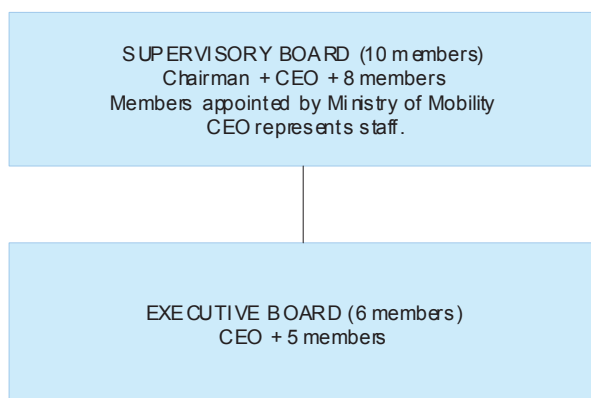 SUPERVISORY BOARD (10 members)
Chairman + CEO + 8 members
Members appointed by Ministry of Mobility
CEO represents staff.
EXECUTIVE BOARD (6 members)
CEO + 5 members